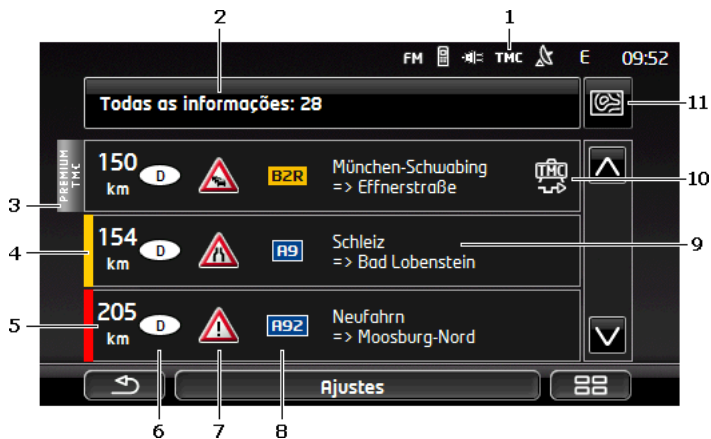 2
1
FM TMC E 09:52
Todas as informações: 28
11
PREMIUM
TMC
150
km
D
B2R
München-Schwabing
=> Effnerstraße
TMC
10
3
154
km
D
A9
Schleiz
=> Bad Lobenstein
9
4
205
km
D
A92
Neufahrn
=> Moosburg-Nord
5
Ajustes
6
7
8